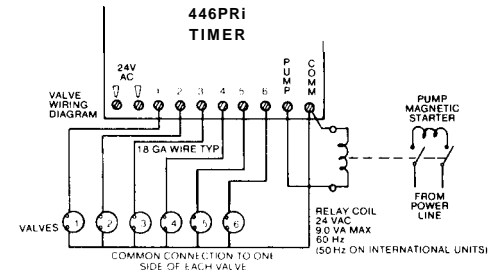 446PRi
TIMER
24V
AC
1 2 3 4 5 6
PUMP
COMM
VALVE
WIRING
DIAGRAM
18 GA WIRE TYP
PUMP
MAGNETIC
STARTER
FROM
POWER
LINE
RELAY COIL
24 VAC
9.0 VA MAX
60 Hz
(50 Hz ON INTERNATIONAL UNITS)
VALVES
1 2 3 4 5 6
COMMON CONNECTION TO ONE
SIDE OF EACH VALVE